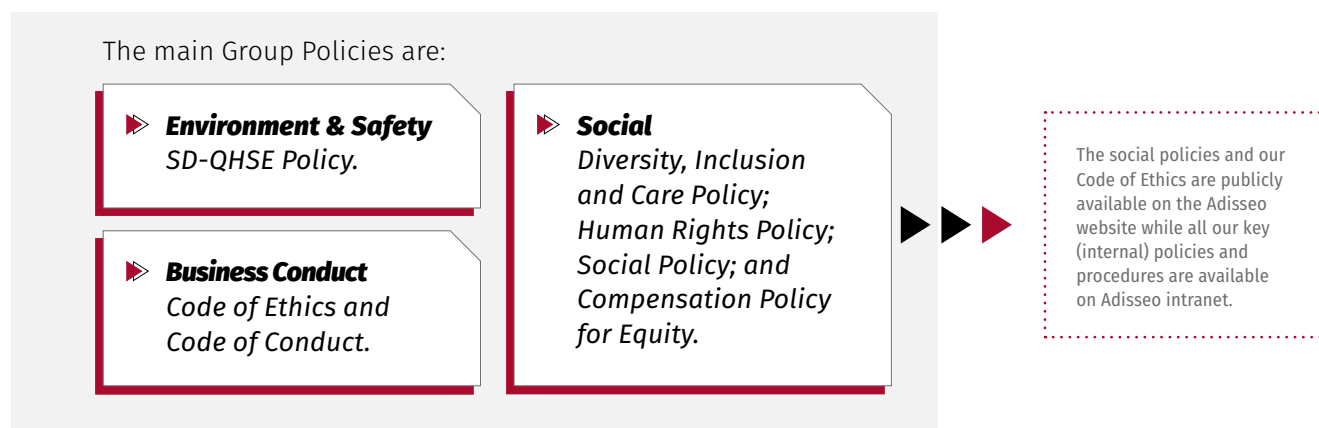 The main Group Policies are:
Environment & Safety
SD-QHSE Policy.
Business Conduct
Code of Ethics and
Code of Conduct.
Social
Diversity, Inclusion
and Care Policy;
Human Rights Policy;
Social Policy; and
Compensation Policy
for Equity.
The social policies and our
Code of Ethics are publicly
available on the Adisseo
website while all our key
(internal) policies and
procedures are available
on Adisseo intranet.